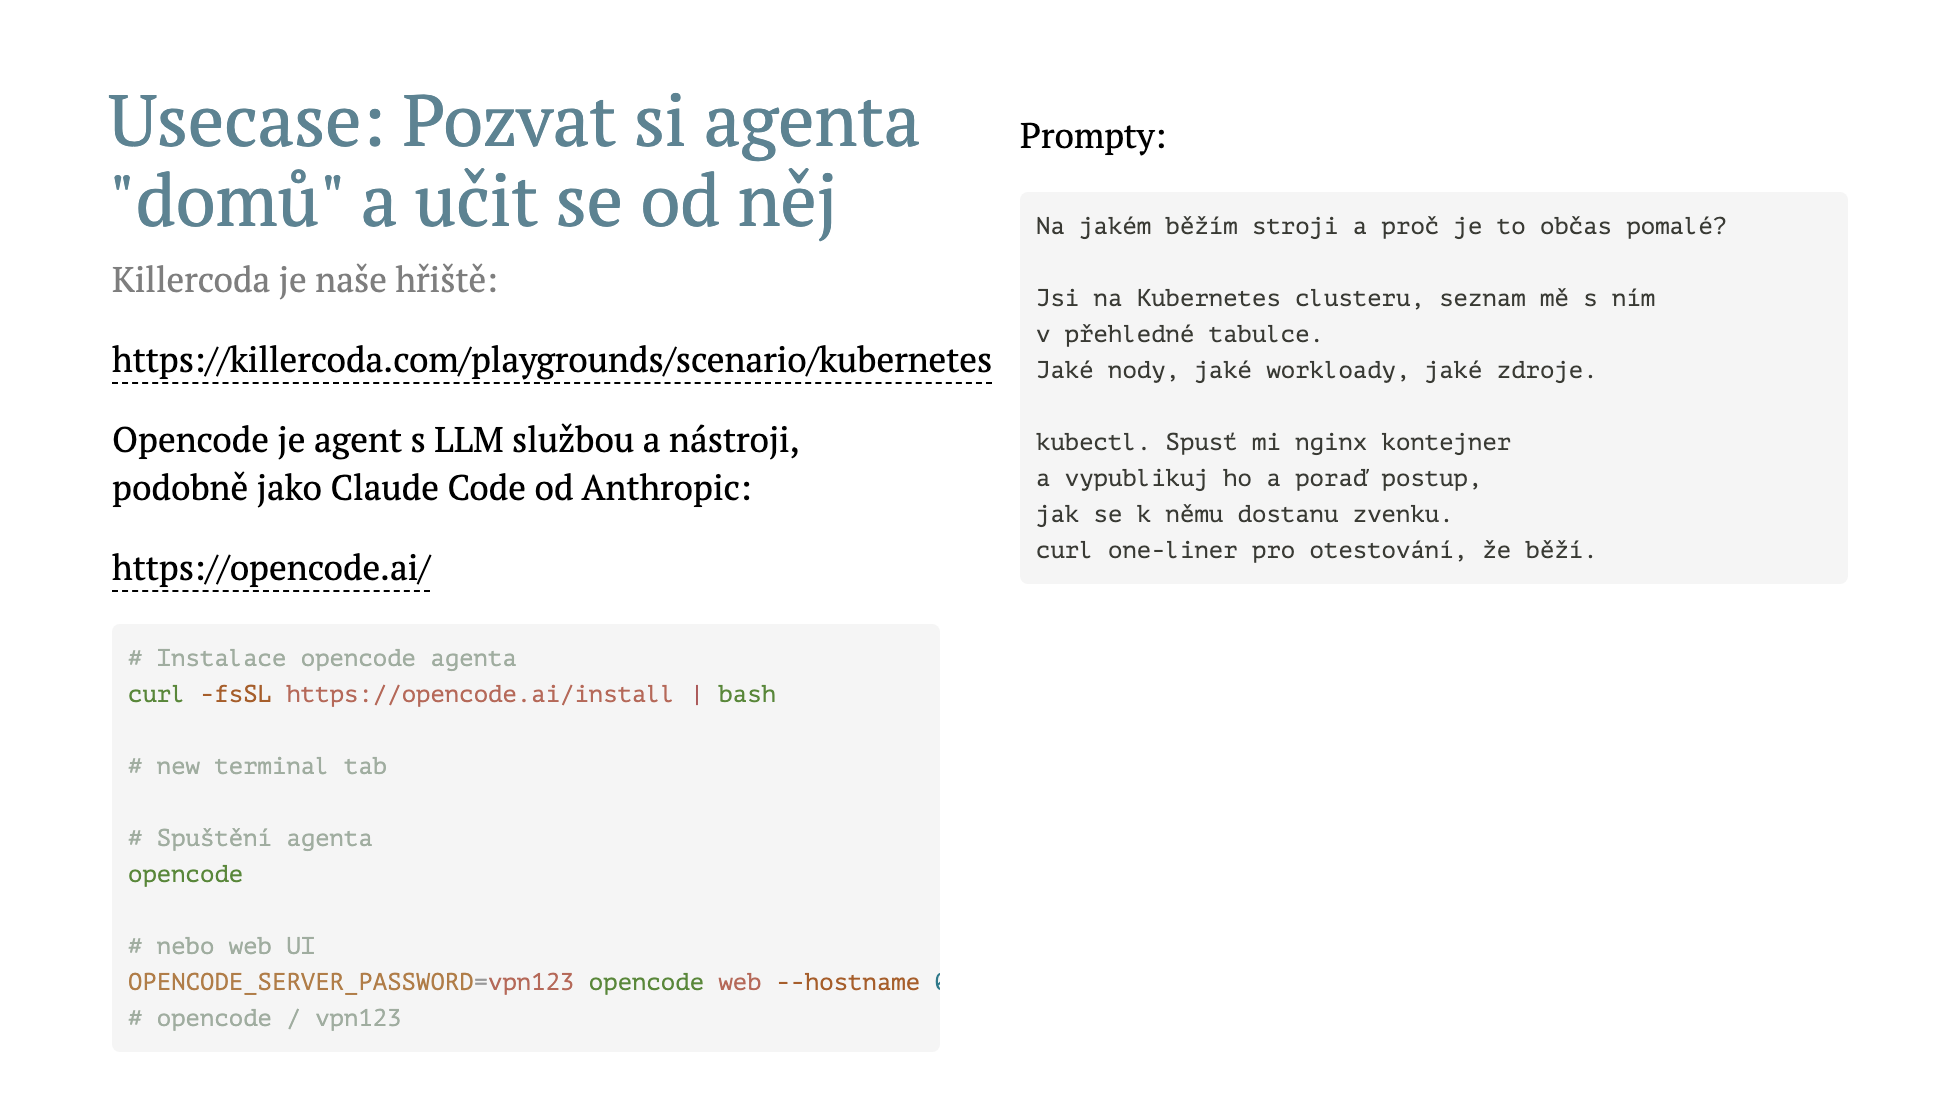 Usecase: Pozvat si agenta
"domů" a učit se od něj
Killercoda je naše hřiště:
https://killercoda.com/playgrounds/scenario/kubernetes
Opencode je agent s LLM službou a nástroji,
podobně jako Claude Code od Anthropic:
https://opencode.ai/
# Instalace opencode agenta
curl -fsSL https://opencode.ai/install | bash
# new terminal tab
# Spuštění agenta
opencode
# nebo web UI
OPENCODE_SERVER_PASSWORD=vpn123 opencode web --hostname
# opencode / vpn123
Prompty:
Na jakém běžím stroji a proč je to občas pomalé?
Jsi na Kubernetes clusteru, seznam mě s ním
v přehledné tabulce.
Jaké nody, jaké workloady, jaké zdroje.
kubectl. Spusť mi nginx kontejner
a vypublikuj ho a poraď postup,
jak se k němu dostanu zvenku.
curl one-liner pro otestování, že běží.